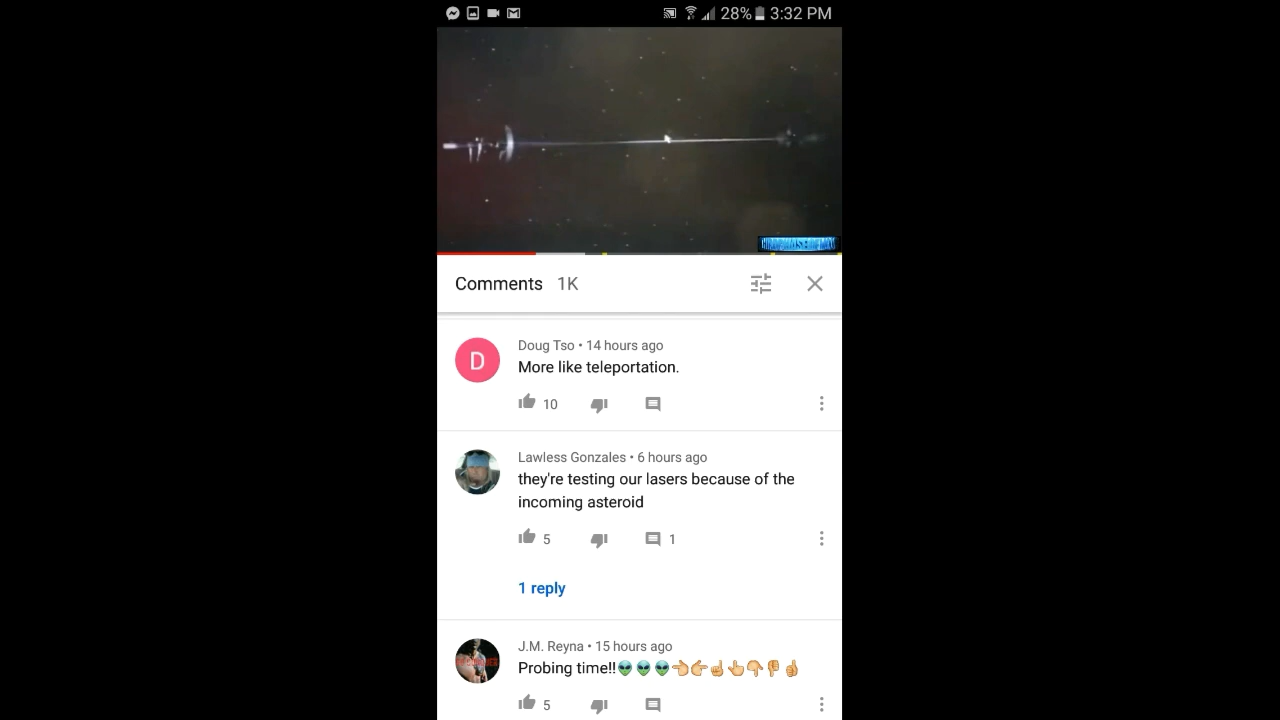 28% 3:32 PM
Comments 1K
Doug Tso • 14 hours ago
More like teleportation.
10
Lawless Gonzales • 6 hours ago
they're testing our lasers because of the
incoming asteroid
5 1
1 reply
J.M. Reyna • 15 hours ago
Probing time!!👽👽👽👈👉☝👆👇👎👍
5
D